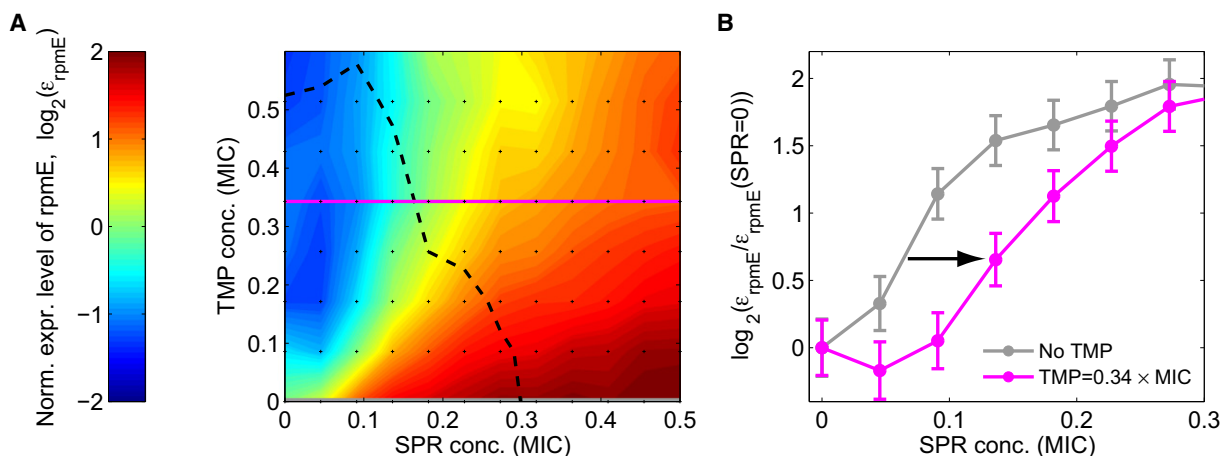 A
Norm. expr. level of rpmE, log2(εrpmE)
2
1
0
−1
−2
TMP conc. (MIC)
0.5
0.4
0.3
0.2
0.1
0
0
0.1
0.2
0.3
0.4
0.5
SPR conc. (MIC)
B
log2(εrpmE/εrpmE(SPR=0))
2
1.5
1
0.5
0
0
0.1
0.2
0.3
SPR conc. (MIC)
No TMP
TMP=0.34 × MIC